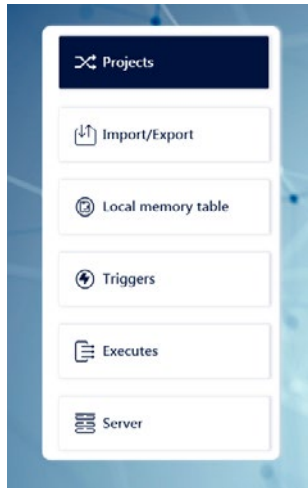 Projects
Import/Export
Local memory table
Triggers
Executes
Server